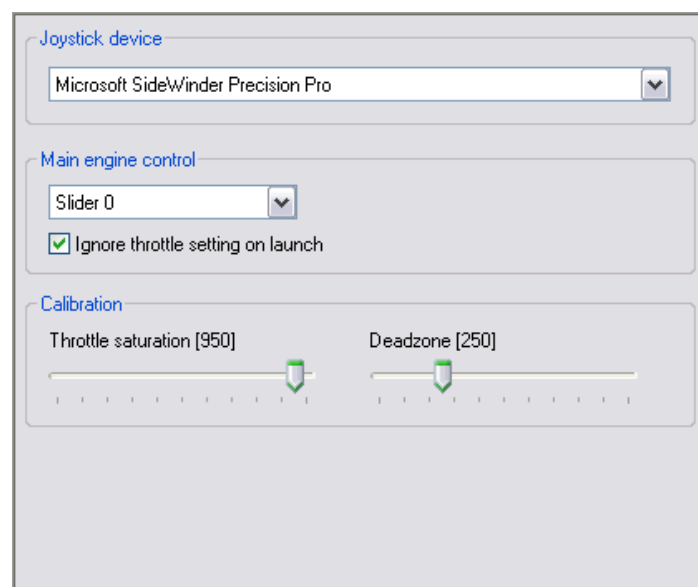 Joystick device
Microsoft SideWinder Precision Pro
Main engine control
Slider 0
Ignore throttle setting on launch
Calibration
Throttle saturation [950] Deadzone [250]